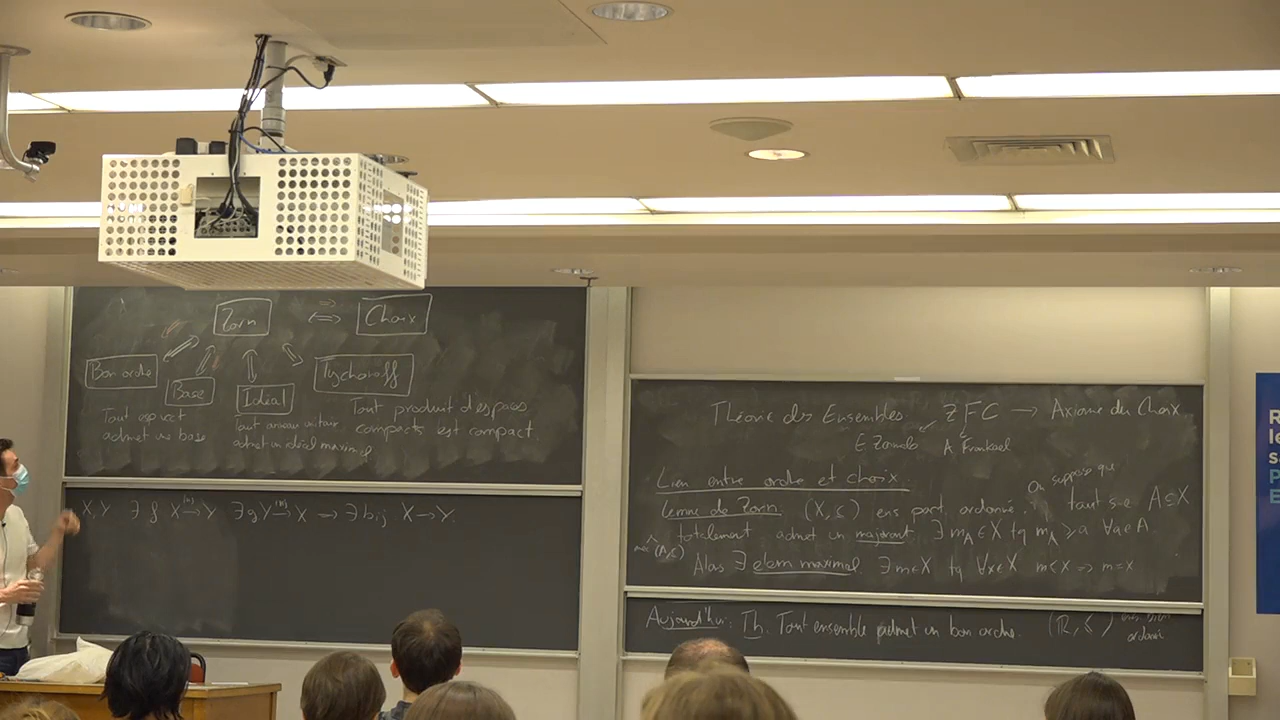 Zorn ⇔ Choix
Bon ordre
Base
Idéal
Tychonoff
Tout esp vect
admet une base
Tout anneau unitaire
admet un idéal maximal
Tout produit d'espaces
compacts est compact.
X, Y ∃ f X →(inj) Y ∃ g Y →(inj) X → ∃ bij X → Y.
Théorie des Ensembles ZFC → Axiome du Choix
E. Zermelo A. Fraenkel
Lien entre ordre et choix.
On suppose que
Lemme de Zorn: (X, ≤) ens part. ordonné. tout s-e A ⊆ X
totalement admet un majorant ∃ m_A ∈ X tq m_A ≥ a ∀a ∈ A
(A, ≤)
Alors ∃ elem maximal. ∃ m ∈ X tq ∀x ∈ X m ≤ x => m = x
Aujourd'hui: Th. Tout ensemble admet un bon ordre. (ℝ, ≤)
ordonné